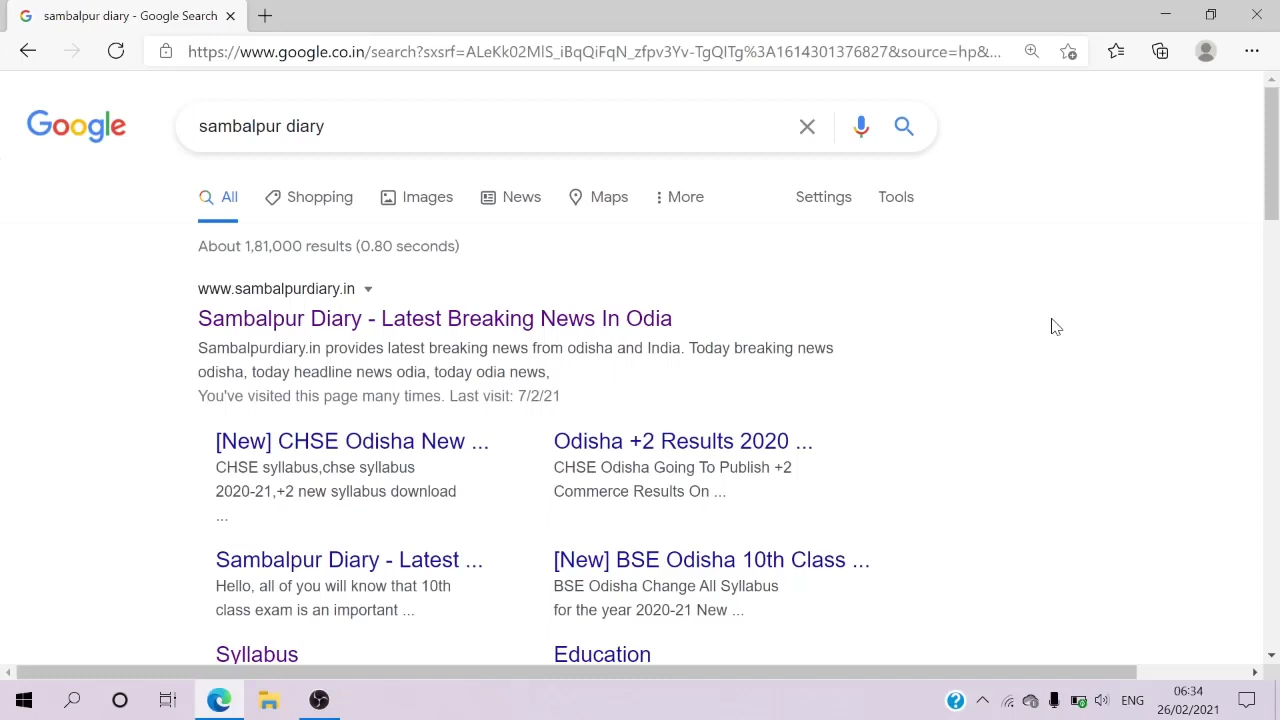 sambalpur diary - Google Search
https://www.google.co.in/search?sxsrf=ALeKk02MlS_iBqQiFqN_zfpv3Yv-TgQITg%3A1614301376827&source=hp&...
Google
sambalpur diary
All Shopping Images News Maps More Settings Tools
About 1,81,000 results (0.80 seconds)
www.sambalpurdiary.in
Sambalpur Diary - Latest Breaking News In Odia
Sambalpurdiary.in provides latest breaking news from odisha and India. Today breaking news
odisha, today headline news odia, today odia news,
You've visited this page many times. Last visit: 7/2/21
[New] CHSE Odisha New ...
CHSE syllabus,chse syllabus
2020-21,+2 new syllabus download
...
Odisha +2 Results 2020 ...
CHSE Odisha Going To Publish +2
Commerce Results On ...
Sambalpur Diary - Latest ...
Hello, all of you will know that 10th
class exam is an important ...
[New] BSE Odisha 10th Class ...
BSE Odisha Change All Syllabus
for the year 2020-21 New ...
Syllabus
Education
ENG
06:34
26/02/2021